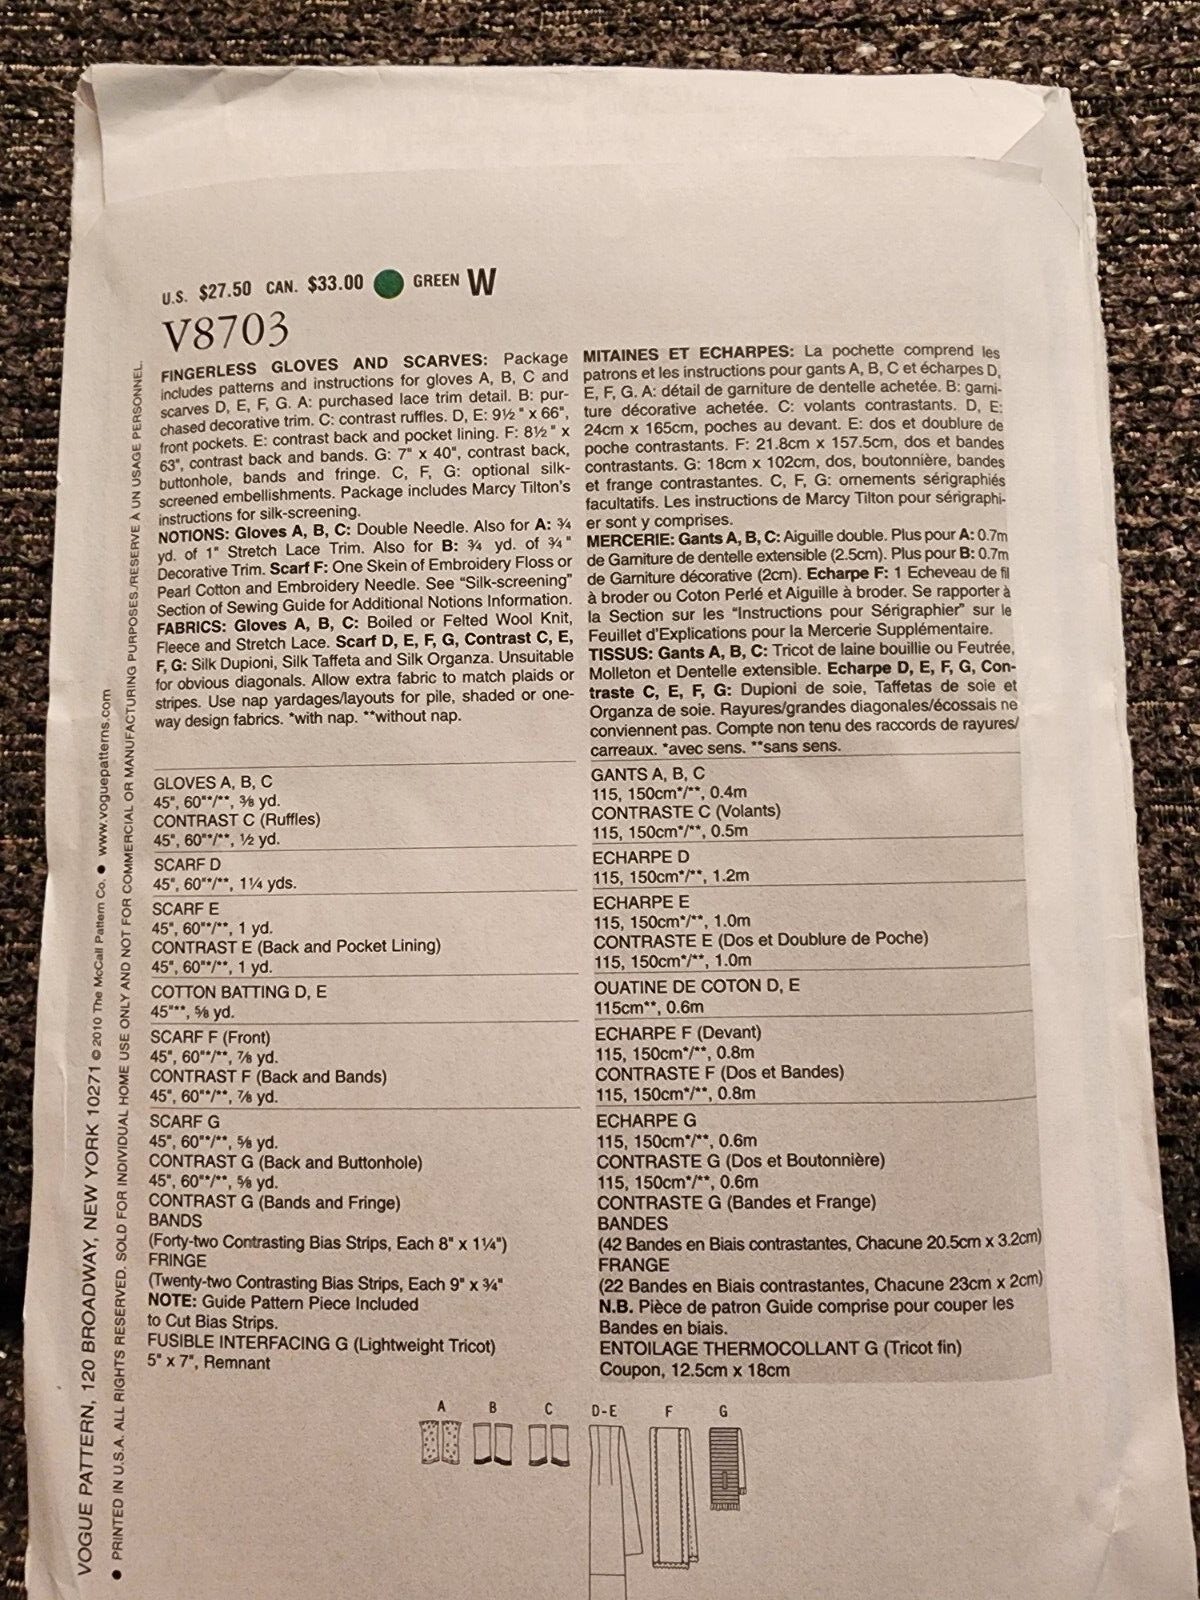 U.S. $27.50 CAN. $33.00 GREEN W
V8703
FINGERLESS GLOVES AND SCARVES: Package
includes patterns and instructions for gloves A, B, C and
scarves D, E, F, G. A: purchased lace trim detail. B: pur-
chased decorative trim. C: contrast ruffles. D, E: 9½" x 66",
front pockets. E: contrast back and pocket lining. F: 8½" x
63", contrast back and bands. G: 7" x 40", contrast back,
buttonhole, bands and fringe. C, F, G: optional silk-
screened embellishments. Package includes Marcy Tilton's
instructions for silk-screening.
NOTIONS: Gloves A, B, C: Double Needle. Also for A: ¾
yd. of 1" Stretch Lace Trim. Also for B: ¾ yd. of ¾"
Decorative Trim. Scarf F: One Skein of Embroidery Floss or
Pearl Cotton and Embroidery Needle. See "Silk-screening"
Section of Sewing Guide for Additional Notions Information.
FABRICS: Gloves A, B, C: Boiled or Felted Wool Knit,
Fleece and Stretch Lace. Scarf D, E, F, G, Contrast C, E,
F, G: Silk Dupioni, Silk Taffeta and Silk Organza. Unsuitable
for obvious diagonals. Allow extra fabric to match plaids or
stripes. Use nap yardages/layouts for pile, shaded or one-
way design fabrics. *with nap. **without nap.
GLOVES A, B, C
45", 60"*/**, ⅜ yd.
CONTRAST C (Ruffles)
45", 60"*/**, ½ yd.
SCARF D
45", 60"*/**, 1¼ yds.
SCARF E
45", 60"*/**, 1 yd.
CONTRAST E (Back and Pocket Lining)
45", 60"*/**, 1 yd.
COTTON BATTING D, E
45"**, ⅝ yd.
SCARF F (Front)
45", 60"*/**, ⅞ yd.
CONTRAST F (Back and Bands)
45", 60"*/**, ⅞ yd.
SCARF G
45", 60"*/**, ⅝ yd.
CONTRAST G (Back and Buttonhole)
45", 60"*/**, ⅝ yd.
CONTRAST G (Bands and Fringe)
BANDS
(Forty-two Contrasting Bias Strips, Each 8" x 1¼")
FRINGE
(Twenty-two Contrasting Bias Strips, Each 9" x ¾"
NOTE: Guide Pattern Piece Included
to Cut Bias Strips.
FUSIBLE INTERFACING G (Lightweight Tricot)
5" x 7", Remnant
MITAINES ET ECHARPES: La pochette comprend les
patrons et les instructions pour gants A, B, C et écharpes D,
E, F, G. A: détail de garniture de dentelle achetée. B: garni-
ture décorative achetée. C: volants contrastants. D, E:
24cm x 165cm, poches au devant. E: dos et doublure de
poche contrastants. F: 21.8cm x 157.5cm, dos et bandes
contrastants. G: 18cm x 102cm, dos, boutonnière, bandes
et frange contrastants. C, F, G: ornements sérigraphiés
facultatifs. Les instructions de Marcy Tilton pour sérigraphi-
er sont y comprises.
MERCERIE: Gants A, B, C: Aiguille double. Plus pour A: 0.7m
de Garniture de dentelle extensible (2.5cm). Plus pour B: 0.7m
de Garniture décorative (2cm). Echarpe F: 1 Echeveau de fil
à broder ou Coton Perlé et Aiguille à broder. Se rapporter à
la Section sur les "Instructions pour Sérigraphier" sur le
Feuillet d'Explications pour la Mercerie Supplémentaire.
TISSUS: Gants A, B, C: Tricot de laine bouillie ou Feutrée,
Molleton et Dentelle extensible. Echarpe D, E, F, G, Con-
traste C, E, F, G: Dupioni de soie, Taffetas de soie et
Organza de soie. Rayures/grandes diagonales/écossais ne
conviennent pas. Compte non tenu des raccords de rayures/
carreaux. *avec sens. **sans sens.
GANTS A, B, C
115, 150cm*/**, 0.4m
CONTRASTE C (Volants)
115, 150cm*/**, 0.5m
ECHARPE D
115, 150cm*/**, 1.2m
ECHARPE E
115, 150cm*/**, 1.0m
CONTRASTE E (Dos et Doublure de Poche)
115, 150cm*/**, 1.0m
OUATINE DE COTON D, E
115cm**, 0.6m
ECHARPE F (Devant)
115, 150cm*/**, 0.8m
CONTRASTE F (Dos et Bandes)
115, 150cm*/**, 0.8m
ECHARPE G
115, 150cm*/**, 0.6m
CONTRASTE G (Dos et Boutonnière)
115, 150cm*/**, 0.6m
CONTRASTE G (Bandes et Frange)
BANDES
(42 Bandes en Biais contrastantes, Chacune 20.5cm x 3.2cm)
FRANGE
(22 Bandes en Biais contrastantes, Chacune 23cm x 2cm)
N.B. Pièce de patron Guide comprise pour couper les
Bandes en biais.
ENTOILAGE THERMOCOLLANT G (Tricot fin)
Coupon, 12.5cm x 18cm
A B C D-E F G
VOGUE PATTERN, 120 BROADWAY, NEW YORK 10271 © 2010 The McCall Pattern Co. ● www.voguepatterns.com
● PRINTED IN U.S.A. ALL RIGHTS RESERVED. SOLD FOR INDIVIDUAL HOME USE ONLY AND NOT FOR COMMERCIAL OR MANUFACTURING PURPOSES./RESERVE À UN USAGE PERSONNEL.